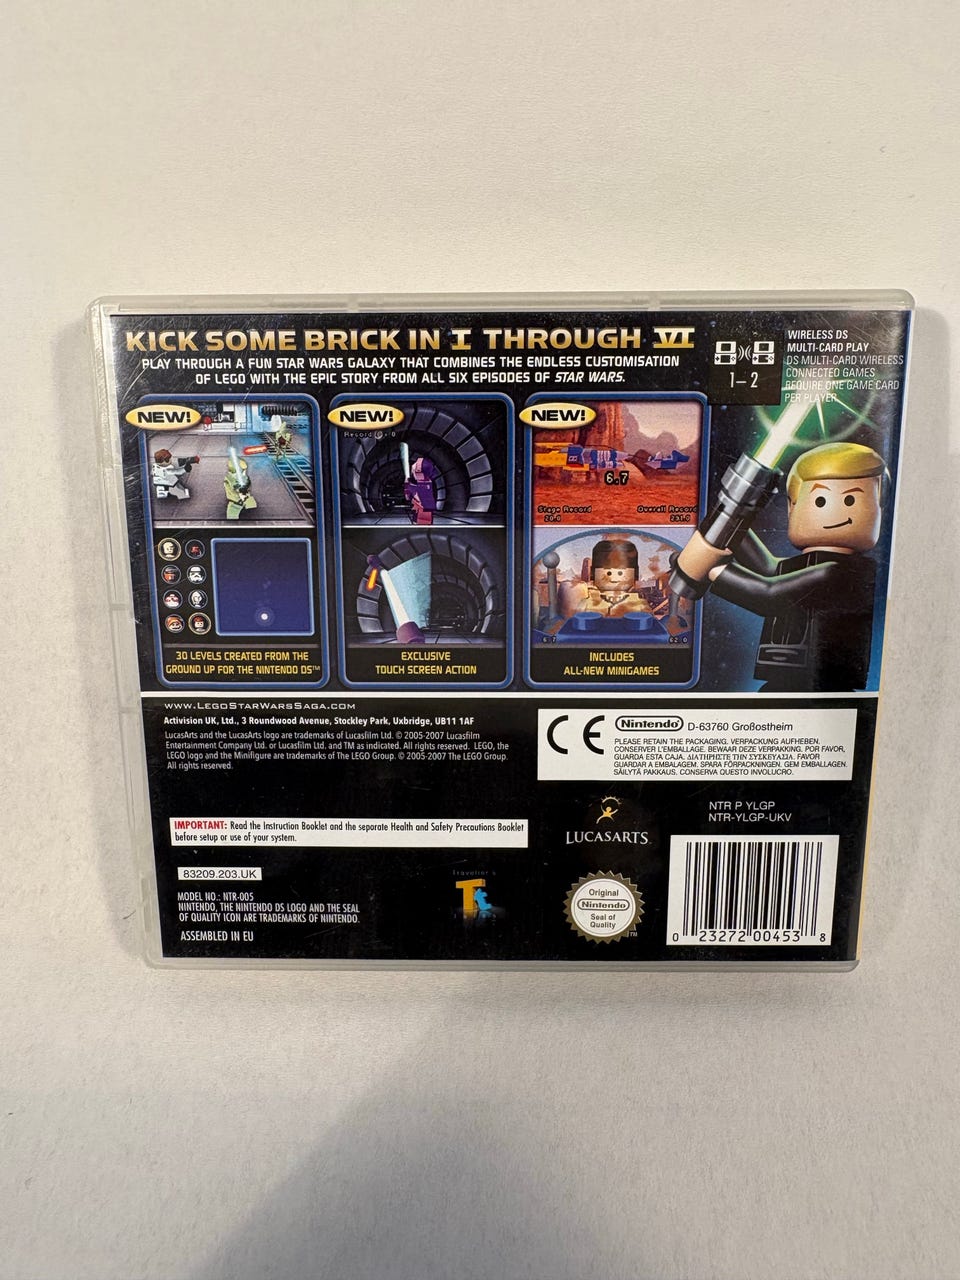 KICK SOME BRICK IN I THROUGH VI
PLAY THROUGH A FUN STAR WARS GALAXY THAT COMBINES THE ENDLESS CUSTOMISATION
OF LEGO WITH THE EPIC STORY FROM ALL SIX EPISODES OF STAR WARS.
1–2
WIRELESS DS
MULTI-CARD PLAY
DS MULTI-CARD WIRELESS
CONNECTED GAMES
REQUIRE ONE GAME CARD
PER PLAYER
NEW!
30 LEVELS CREATED FROM THE
GROUND UP FOR THE NINTENDO DS™
NEW!
EXCLUSIVE
TOUCH SCREEN ACTION
NEW!
6.7
Stage Record
Overall Record
INCLUDES
ALL-NEW MINIGAMES
WWW.LEGOSTARWARSSAGA.COM
Activision UK, Ltd., 3 Roundwood Avenue, Stockley Park, Uxbridge, UB11 1AF
LucasArts and the LucasArts logo are trademarks of Lucasfilm Ltd. © 2005-2007 Lucasfilm
Entertainment Company Ltd. or Lucasfilm Ltd. and TM as indicated. All rights reserved. LEGO, the
LEGO logo and the Minifigure are trademarks of The LEGO Group. © 2005-2007 The LEGO Group.
All rights reserved.
CE
Nintendo D-63760 Großostheim
PLEASE RETAIN THE PACKAGING. VERPACKUNG AUFHEBEN.
CONSERVER L'EMBALLAGE. BEWAAR DEZE VERPAKKING. POR FAVOR,
GUARDA ESTA CAJA. ΔΙΑΤΗΡΗΣΤΕ ΤΗΝ ΣΥΣΚΕΥΑΣΙΑ. FAVOR
GUARDAR A EMBALAGEM. SPARA FÖRPACKNINGEN. GEM EMBALLAGEN.
SÄILYTÄ PAKKAUS. CONSERVA QUESTO INVOLUCRO.
IMPORTANT: Read the Instruction Booklet and the separate Health and Safety Precautions Booklet
before setup or use of your system.
83209.203.UK
MODEL NO.: NTR-005
NINTENDO, THE NINTENDO DS LOGO AND THE SEAL
OF QUALITY ICON ARE TRADEMARKS OF NINTENDO.
ASSEMBLED IN EU
Traveller's
LUCASARTS
Original
Nintendo
Seal of
Quality
TM
NTR P YLGP
NTR-YLGP-UKV
0 23272 00453 8